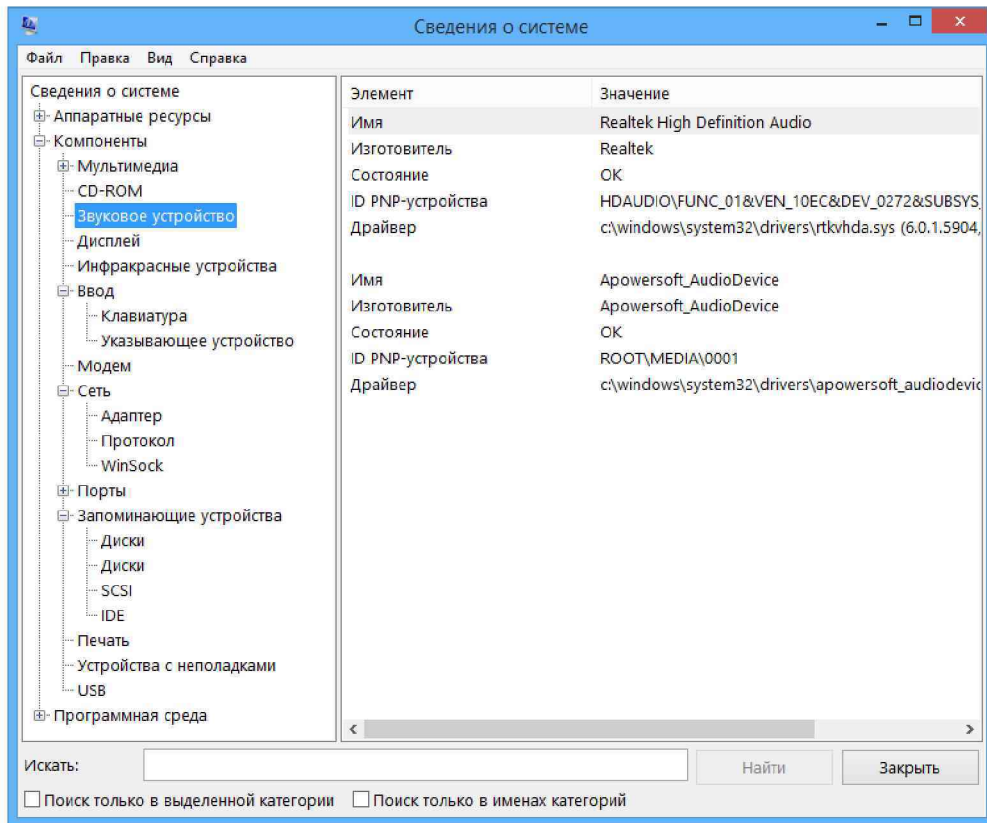 Сведения о системе
Файл Правка Вид Справка
Сведения о системе
Аппаратные ресурсы
Компоненты
Мультимедиа
CD-ROM
Звуковое устройство
Дисплей
Инфракрасные устройства
Ввод
Клавиатура
Указывающее устройство
Модем
Сеть
Адаптер
Протокол
WinSock
Порты
Запоминающие устройства
Диски
Диски
SCSI
IDE
Печать
Устройства с неполадками
USB
Программная среда
Элемент Значение
Имя Realtek High Definition Audio
Изготовитель Realtek
Состояние OK
ID PNP-устройства HDAUDIO\FUNC_01&VEN_10EC&DEV_0272&SUBSYS_
Драйвер c:\windows\system32\drivers\rtkvhda.sys (6.0.1.5904,
Имя Apowersoft_AudioDevice
Изготовитель Apowersoft_AudioDevice
Состояние OK
ID PNP-устройства ROOT\MEDIA\0001
Драйвер c:\windows\system32\drivers\apowersoft_audiodevic
Искать:
Найти
Закрыть
Поиск только в выделенной категории Поиск только в именах категорий